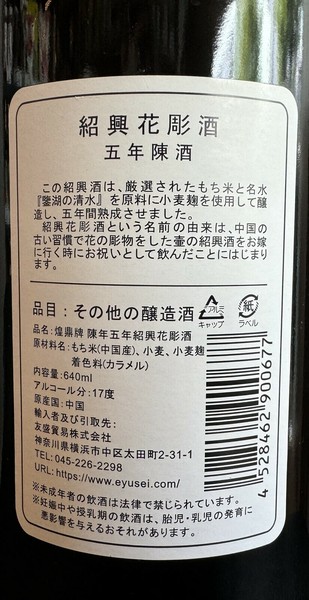 紹興花彫酒
五年陳酒
この紹興酒は、厳選されたもち米と名水
『鑒湖の清水』を原料に小麦麹を使用して醸
造し、五年間熟成させました。
紹興花彫酒という名前の由来は、中国の
古い習慣で花の彫物をした壷の紹興酒をお嫁
に行く時にお祝いとして飲んだことにはじまり
ます。
品目：その他の醸造酒
アルミ
キャップ
紙
ラベル
品名：煌鼎牌 陳年五年紹興花彫酒
原材料名：もち米(中国産)、小麦、小麦麹
着色料(カラメル)
内容量：640ml
アルコール分：17度
原産国：中国
輸入者及び引取先：
友盛貿易株式会社
神奈川県横浜市中区太田町2-31-1
TEL：045-226-2298
URL：https://www.eyusei.com/
4 528462 900677
※未成年者の飲酒は法律で禁じられています。
※妊娠中や授乳期の飲酒は、胎児・乳児の発育に
悪影響を与えるおそれがあります。